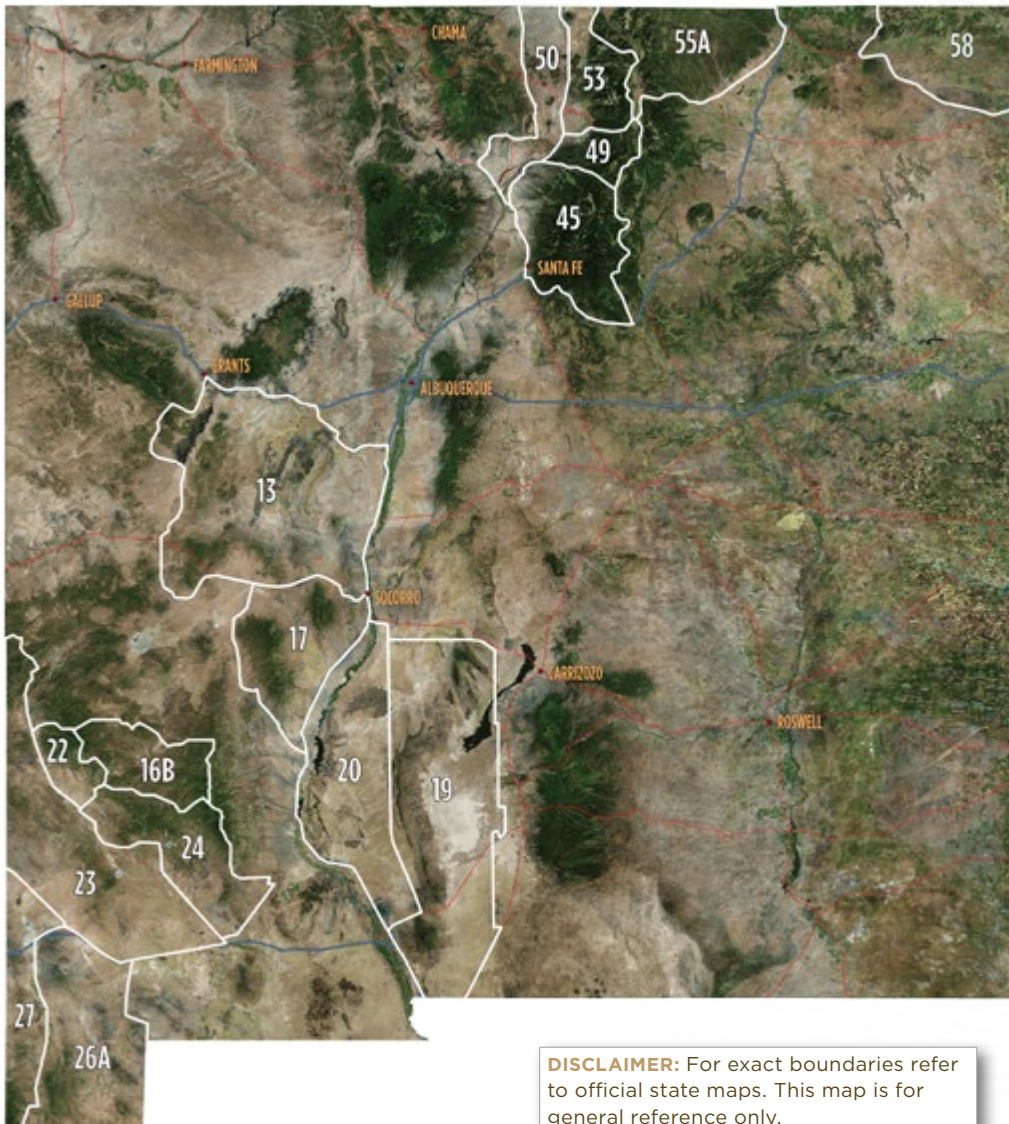 CHAMA
50
53
55A
58
FARMINGTON
49
45
SANTA FE
GALLUP
GRANTS
ALBUQUERQUE
13
SOCORRO
17
CARRIZOZO
ROSWELL
22
16B
20
19
24
23
27
26A
DISCLAIMER: For exact boundaries refer
to official state maps. This map is for
general reference only.